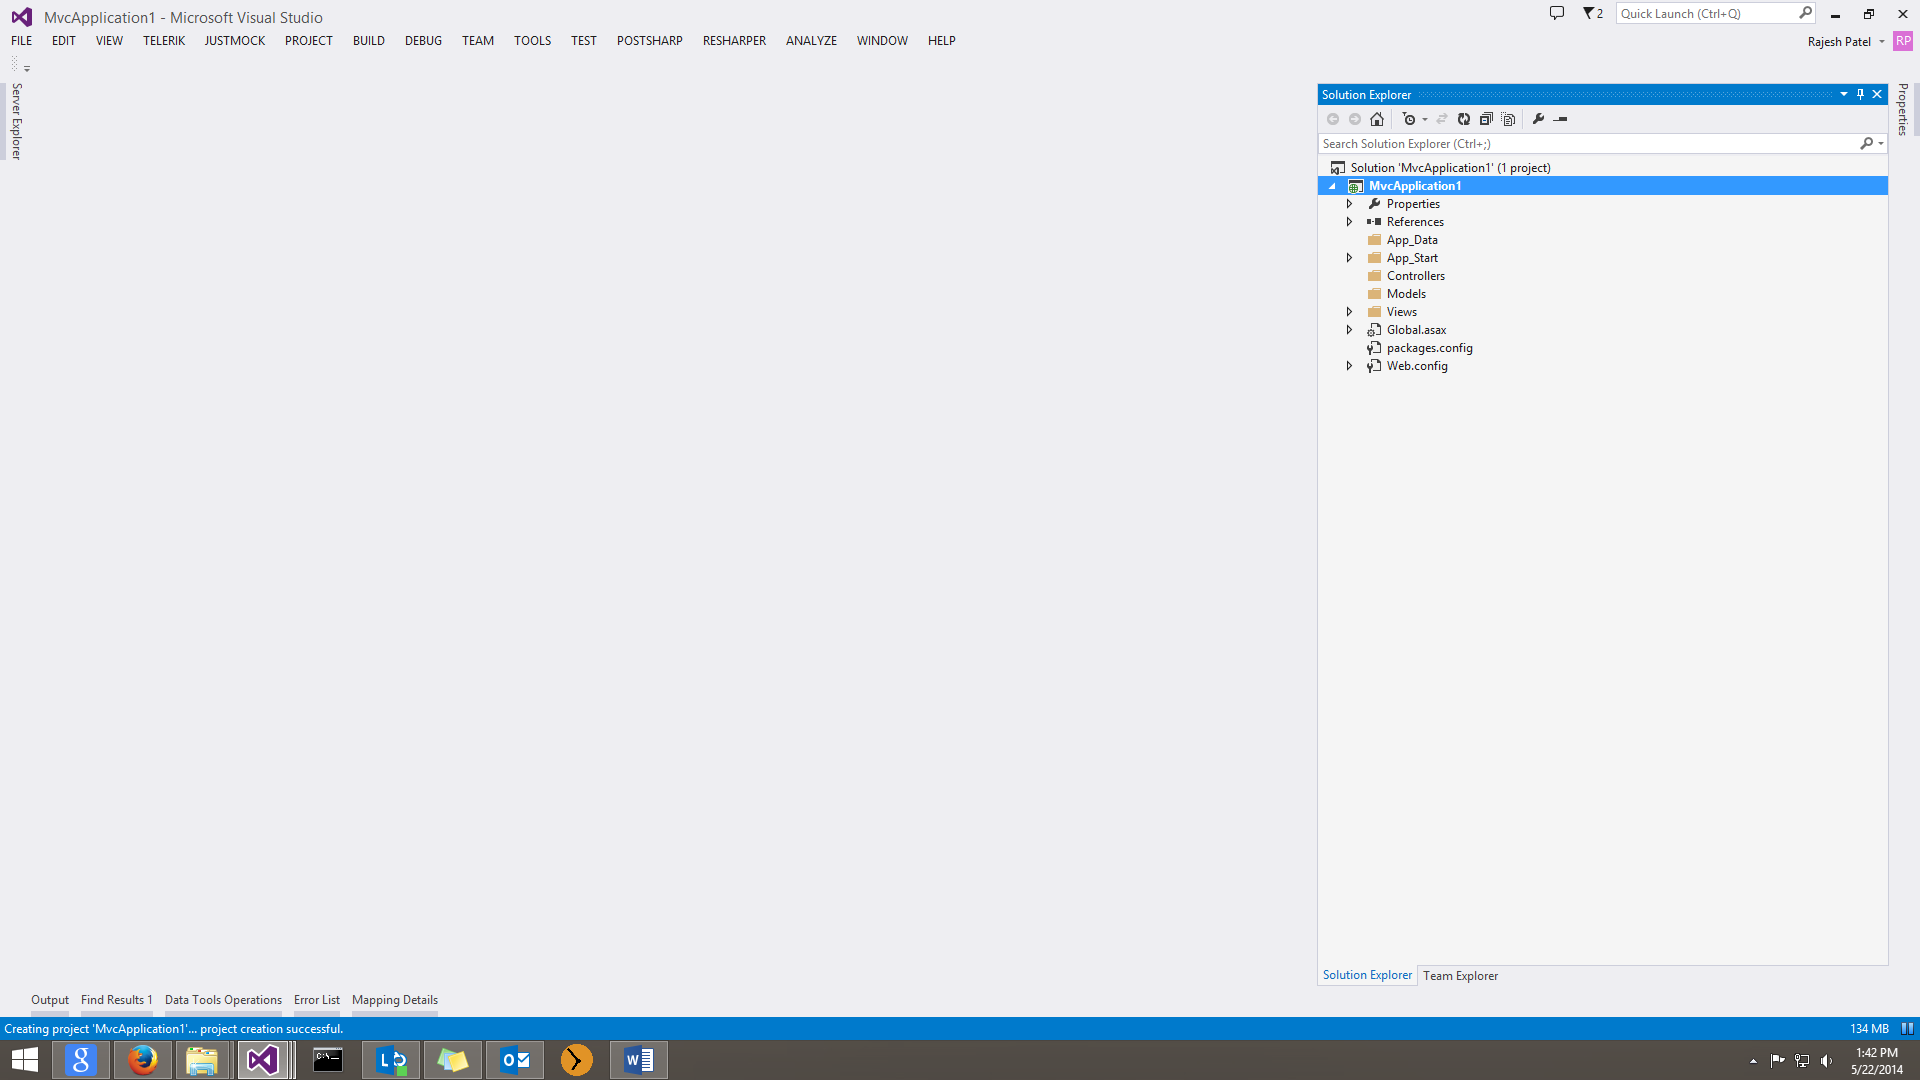 MvcApplication1 - Microsoft Visual Studio
2
Quick Launch (Ctrl+Q)
FILE EDIT VIEW TELERIK JUSTMOCK PROJECT BUILD DEBUG TEAM TOOLS TEST POSTSHARP RESHARPER ANALYZE WINDOW HELP
Rajesh Patel RP
Server Explorer
Solution Explorer
Properties
Search Solution Explorer (Ctrl+;)
Solution 'MvcApplication1' (1 project)
MvcApplication1
Properties
References
App_Data
App_Start
Controllers
Models
Views
Global.asax
packages.config
Web.config
Solution Explorer Team Explorer
Output Find Results 1 Data Tools Operations Error List Mapping Details
Creating project 'MvcApplication1'... project creation successful.
134 MB
1:42 PM
5/22/2014